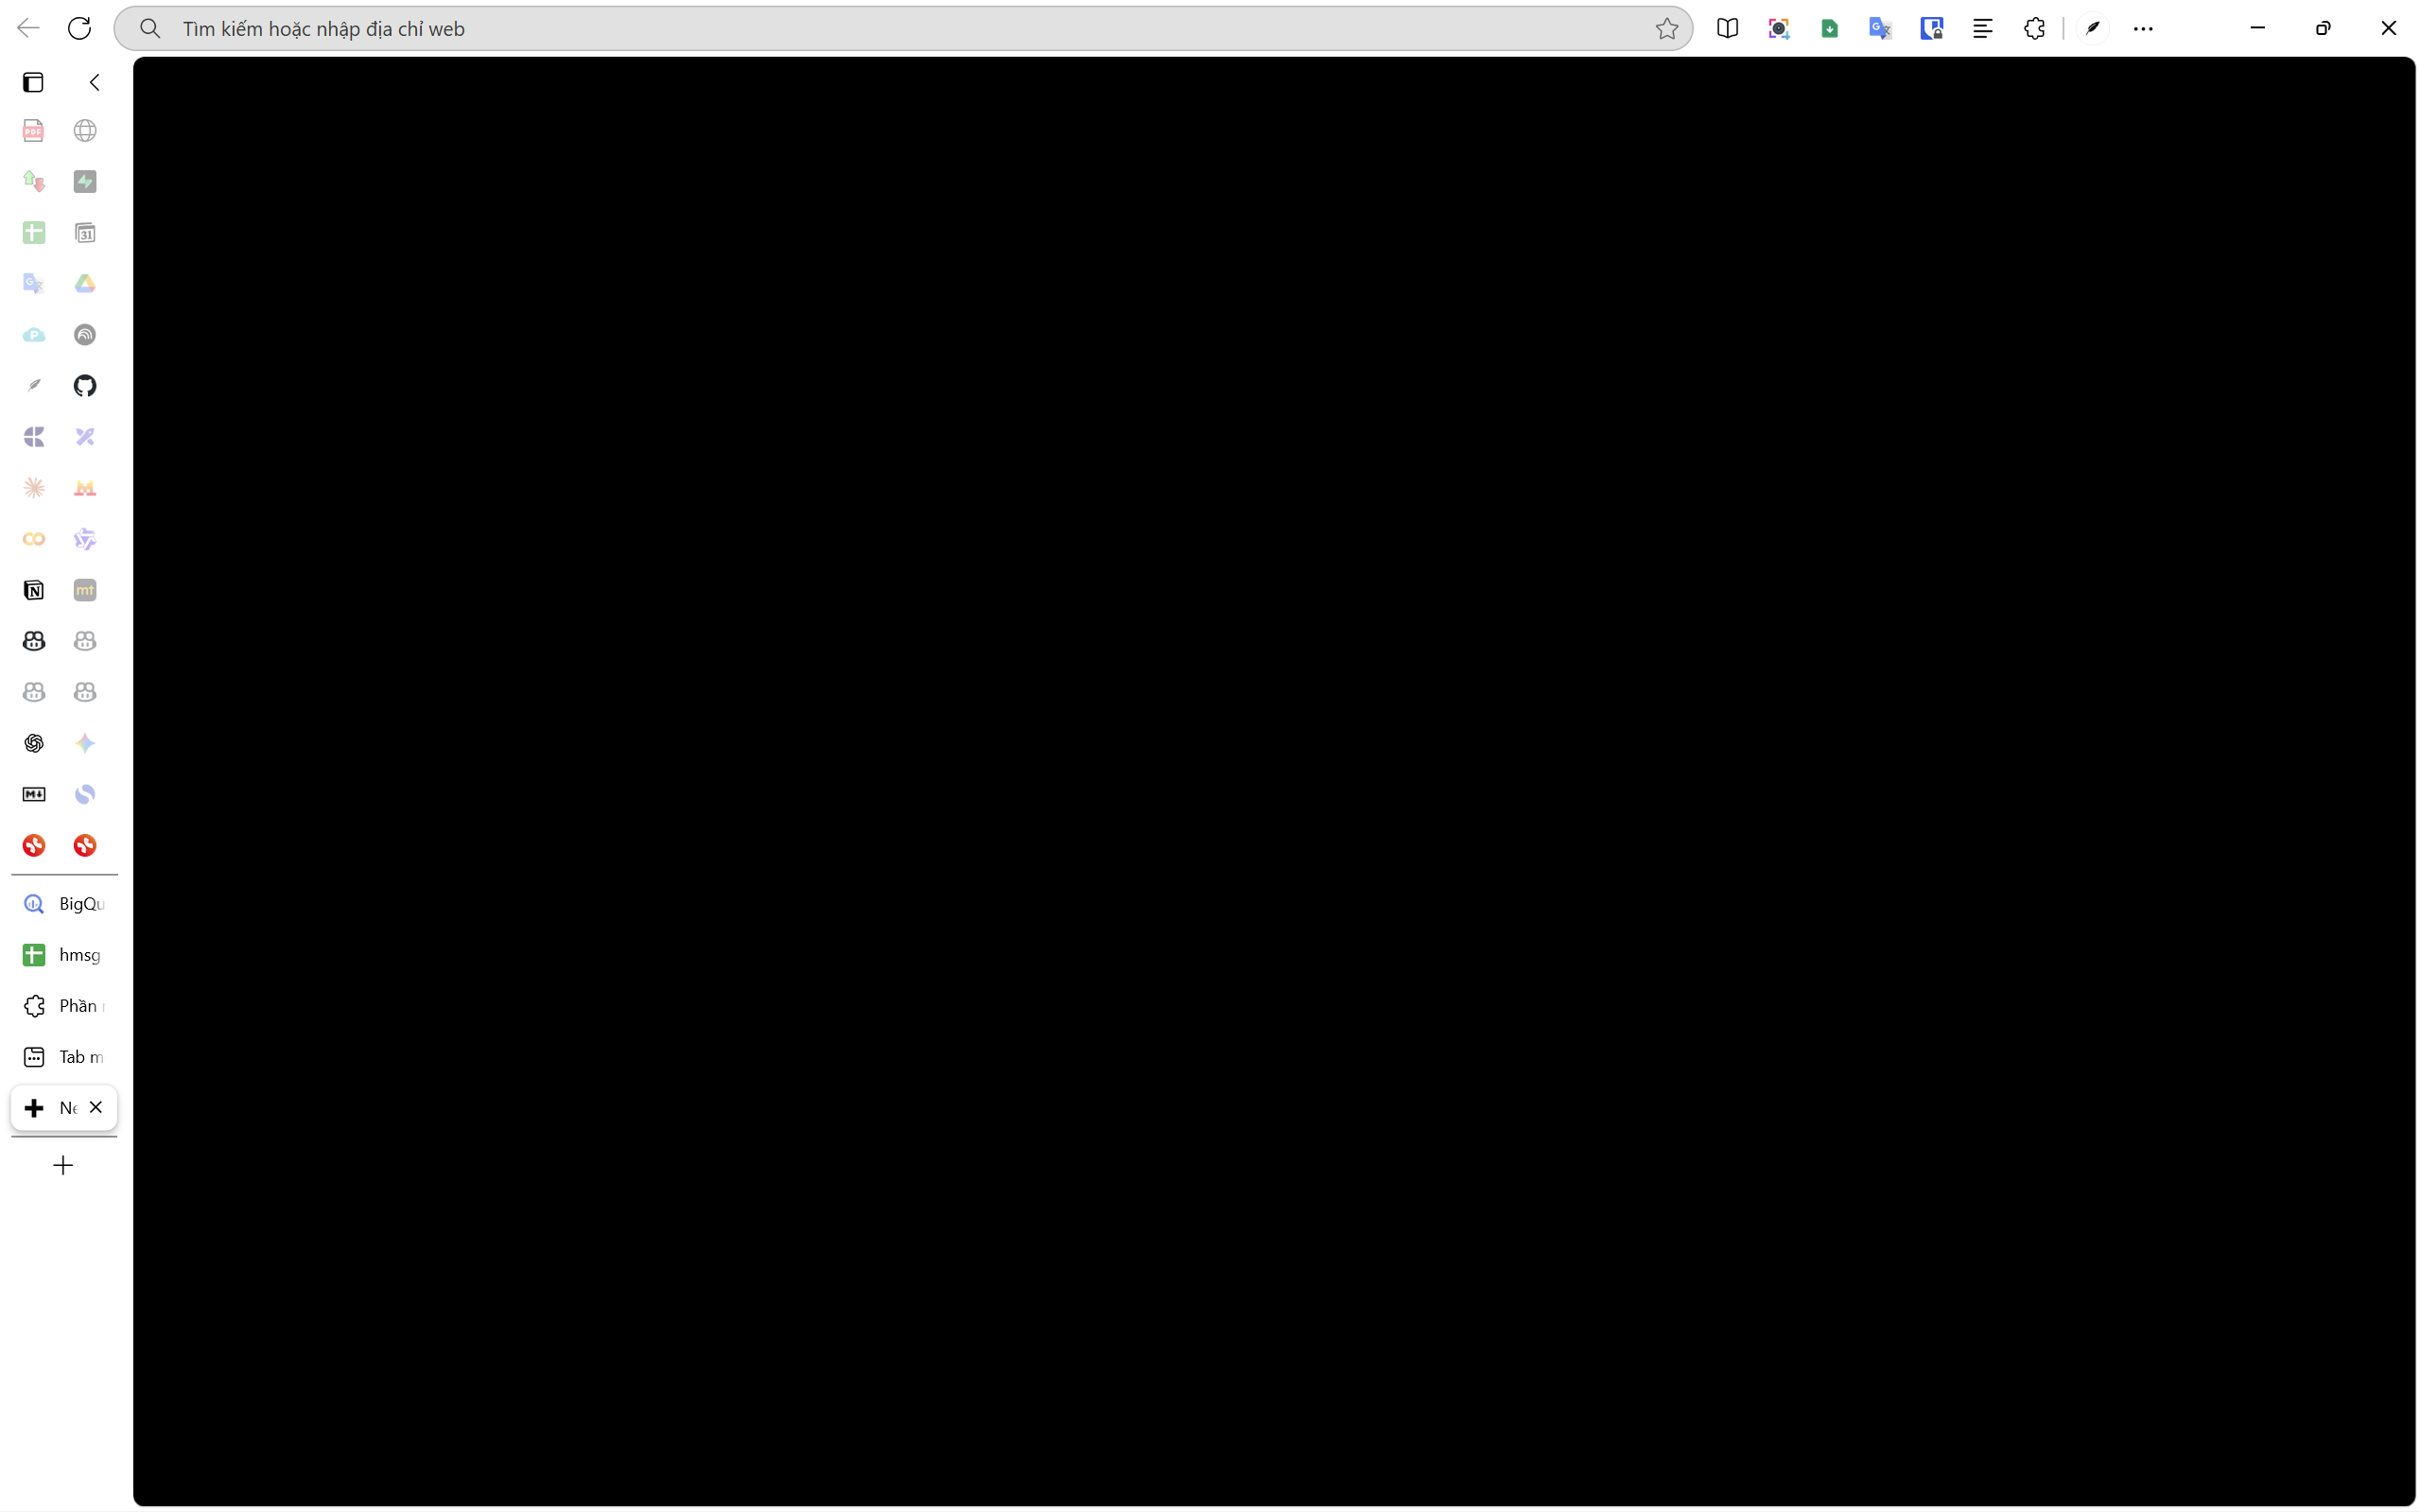 Tìm kiếm hoặc nhập địa chỉ web
PDF
31
G
P
N
mt
M
BigQu
hmsg
Phần
Tab m
Ne